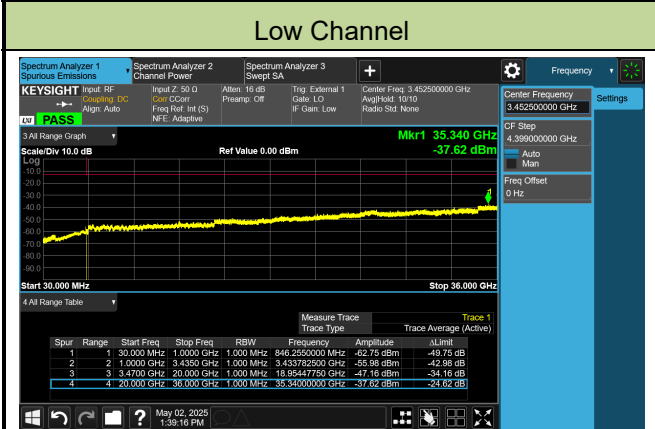 Low Channel
Spectrum Analyzer 1
Spurious Emissions
Spectrum Analyzer 2
Channel Power
Spectrum Analyzer 3
Swept SA
Frequency
KEYSIGHT
Input: RF
Coupling: DC
Align: Auto
Input Z: 50 Ω
Corr CCorr
Freq Ref: Int (S)
NFE: Adaptive
Atten: 16 dB
Preamp: Off
Trig: External 1
Gate: LO
IF Gain: Low
Center Freq: 3.452500000 GHz
Avg|Hold: 10/10
Radio Std: None
LXI PASS
Center Frequency
3.452500000 GHz
Settings
CF Step
4.399000000 GHz
Auto
Man
Freq Offset
0 Hz
3 All Range Graph
Mkr1 35.340 GHz
Scale/Div 10.0 dB
Ref Value 0.00 dBm
-37.62 dBm
Log
-10.0
-20.0
-30.0
-40.0
-50.0
-60.0
-70.0
-80.0
-90.0
1
Start 30.000 MHz
Stop 36.000 GHz
4 All Range Table
Measure Trace Trace 1
Trace Type Trace Average (Active)
Spur Range Start Freq Stop Freq RBW Frequency Amplitude ΔLimit
1 1 30.000 MHz 1.0000 GHz 1.000 MHz 846.2550000 MHz -62.75 dBm -49.75 dB
2 2 1.0000 GHz 3.4350 GHz 1.000 MHz 3.433782500 GHz -55.98 dBm -42.98 dB
3 3 3.4700 GHz 20.000 GHz 1.000 MHz 18.95447750 GHz -47.16 dBm -34.16 dB
4 4 20.000 GHz 36.000 GHz 1.000 MHz 35.34000000 GHz -37.62 dBm -24.62 dB
May 02, 2025
1:39:16 PM